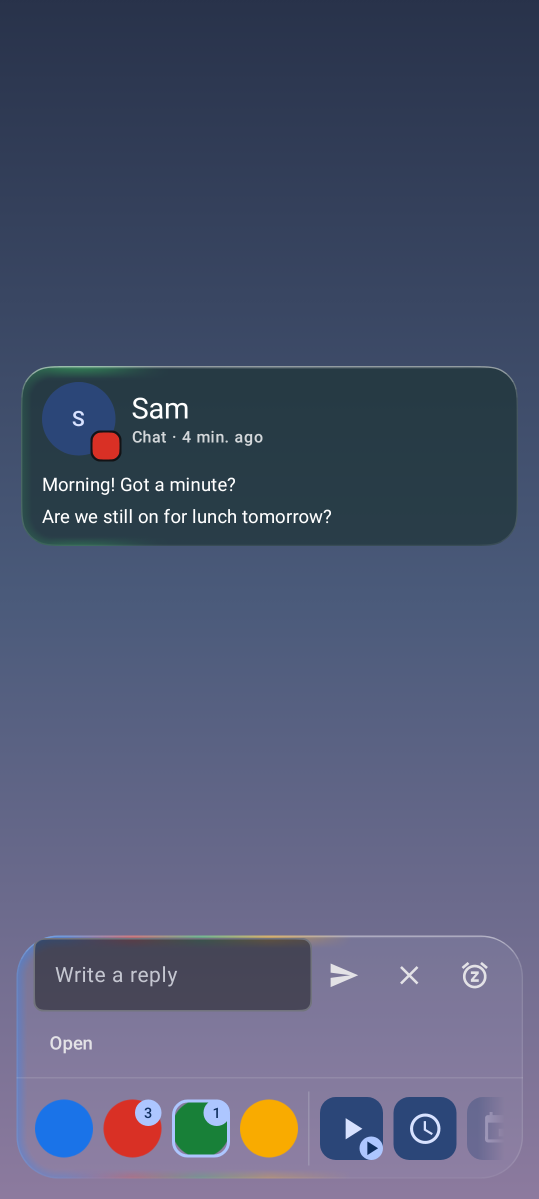 S
Sam
Chat · 4 min. ago
Morning! Got a minute?
Are we still on for lunch tomorrow?
Write a reply
Open
3
1